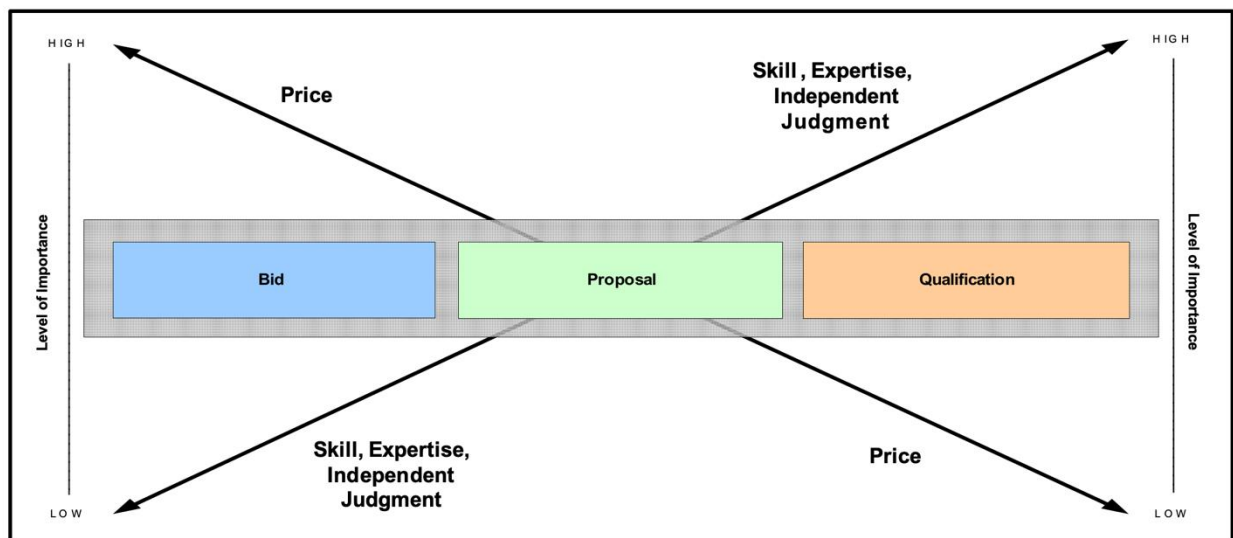 HIGH
HIGH
Price
Skill, Expertise,
Independent
Judgment
Level of Importance
Bid
Proposal
Qualification
Level of Importance
Skill, Expertise,
Independent
Judgment
Price
LOW
LOW